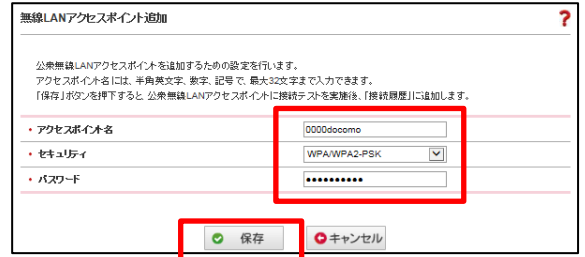 無線LANアクセスポイント追加
?
公衆無線LANアクセスポイントを追加するための設定を行います。
アクセスポイント名には、半角英文字、数字、記号で、最大32文字まで入力できます。
「保存」ボタンを押下すると、公衆無線LANアクセスポイントに接続テストを実施後、「接続履歴」に追加します。
・アクセスポイント名
0000docomo
・セキュリティ
WPA/WPA2-PSK
・パスワード
••••••••••
保存
キャンセル